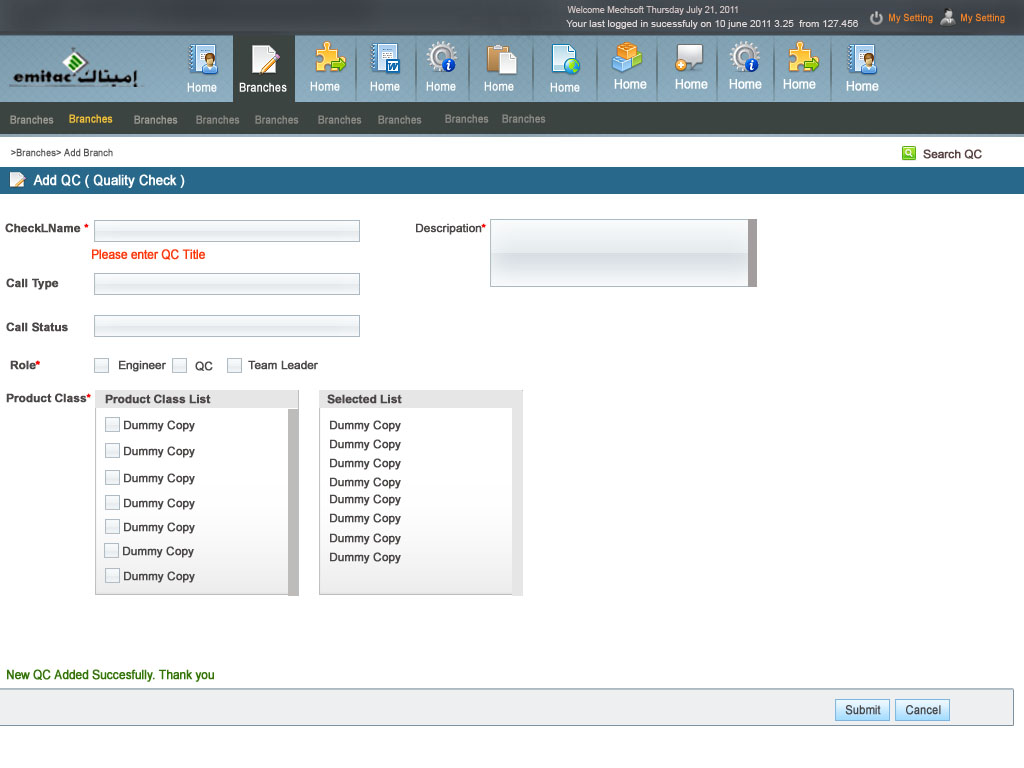 Welcome Mechsoft Thursday July 21, 2011
Your last logged in sucessfuly on 10 june 2011 3.25 from 127.456
My Setting
My Setting
emitac إميتاك
Home
Branches
Home
Home
Home
Home
Home
Home
Home
Home
Home
Home
Branches Branches Branches Branches Branches Branches Branches Branches Branches
>Branches> Add Branch
Search QC
Add QC ( Quality Check )
CheckLName *
Please enter QC Title
Descripation*
Call Type
Call Status
Role* Engineer QC Team Leader
Product Class*
Product Class List
Dummy Copy
Dummy Copy
Dummy Copy
Dummy Copy
Dummy Copy
Dummy Copy
Dummy Copy
Selected List
Dummy Copy
Dummy Copy
Dummy Copy
Dummy Copy
Dummy Copy
Dummy Copy
Dummy Copy
Dummy Copy
New QC Added Succesfully. Thank you
Submit
Cancel